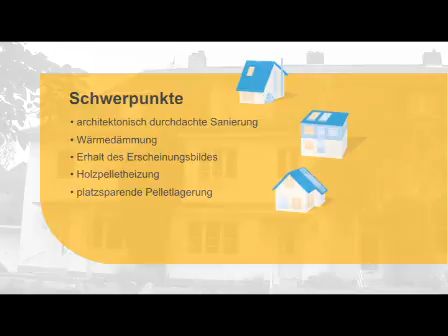 Schwerpunkte
• architektonisch durchdachte Sanierung
• Wärmedämmung
• Erhalt des Erscheinungsbildes
• Holzpelletheizung
• platzsparende Pelletlagerung